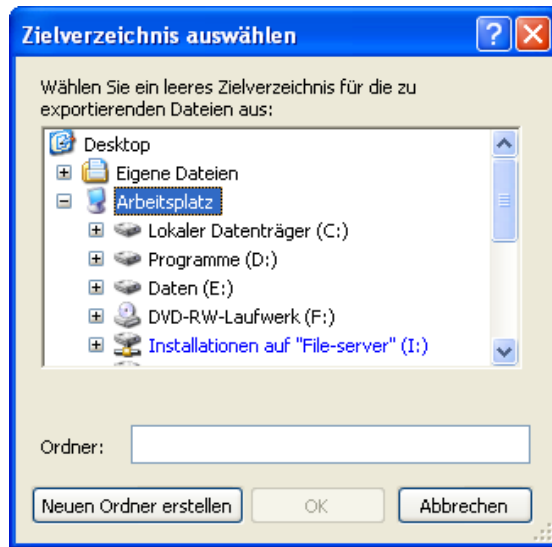 Zielverzeichnis auswählen
Wählen Sie ein leeres Zielverzeichnis für die zu
exportierenden Dateien aus:
Desktop
Eigene Dateien
Arbeitsplatz
Lokaler Datenträger (C:)
Programme (D:)
Daten (E:)
DVD-RW-Laufwerk (F:)
Installationen auf "File-server" (I:)
Ordner:
Neuen Ordner erstellen OK Abbrechen